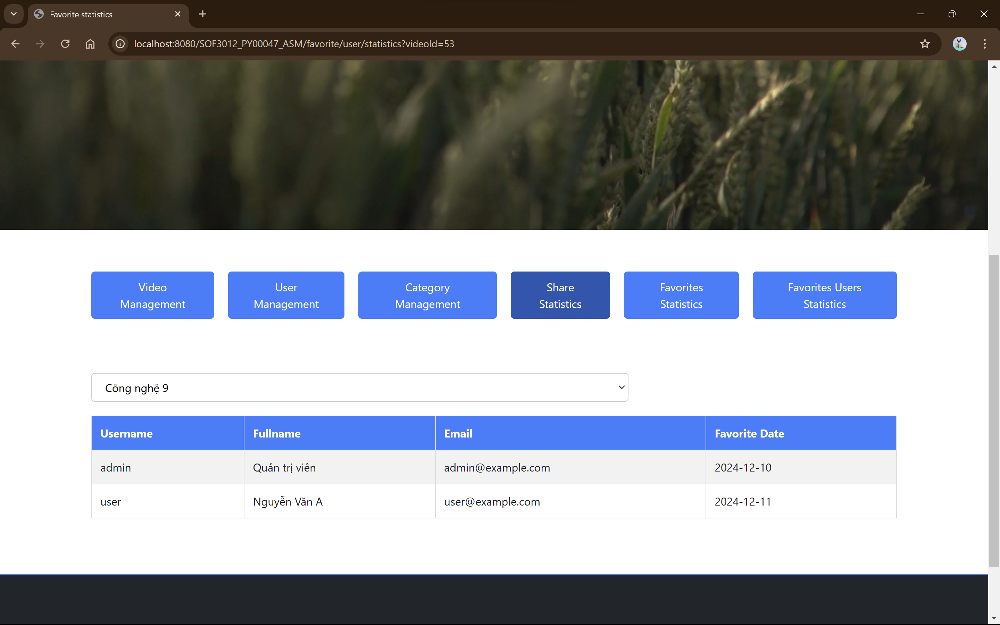 Favorite statistics
localhost:8080/SOF3012_PY00047_ASM/favorite/user/statistics?videoId=53
Video
Management
User
Management
Category
Management
Share
Statistics
Favorites
Statistics
Favorites Users
Statistics
Công nghệ 9
Username Fullname Email Favorite Date
admin Quản trị viên admin@example.com 2024-12-10
user Nguyễn Văn A user@example.com 2024-12-11